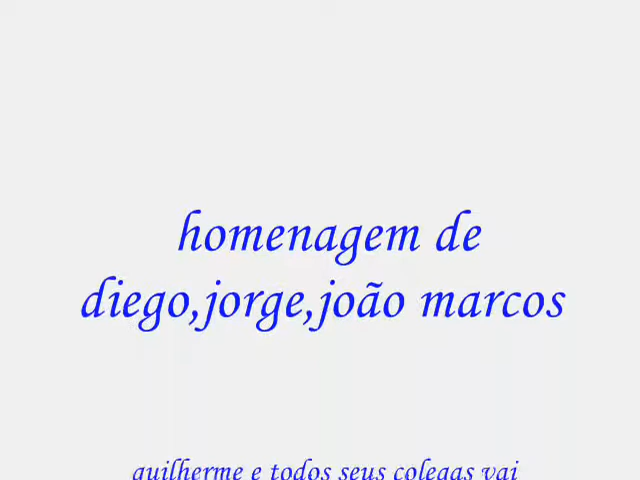 homenagem de
diego,jorge,joão marcos
guilherme e todos seus colegas vai